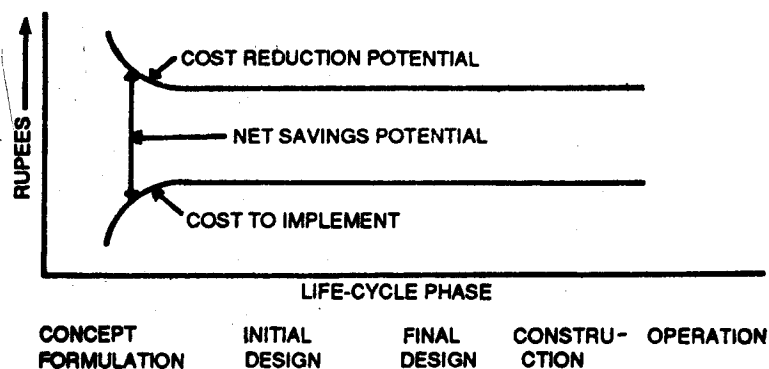 COST REDUCTION POTENTIAL
NET SAVINGS POTENTIAL
RUPEES
COST TO IMPLEMENT
LIFE-CYCLE PHASE
CONCEPT INITIAL FINAL CONSTRU- OPERATION
FORMULATION DESIGN DESIGN CTION